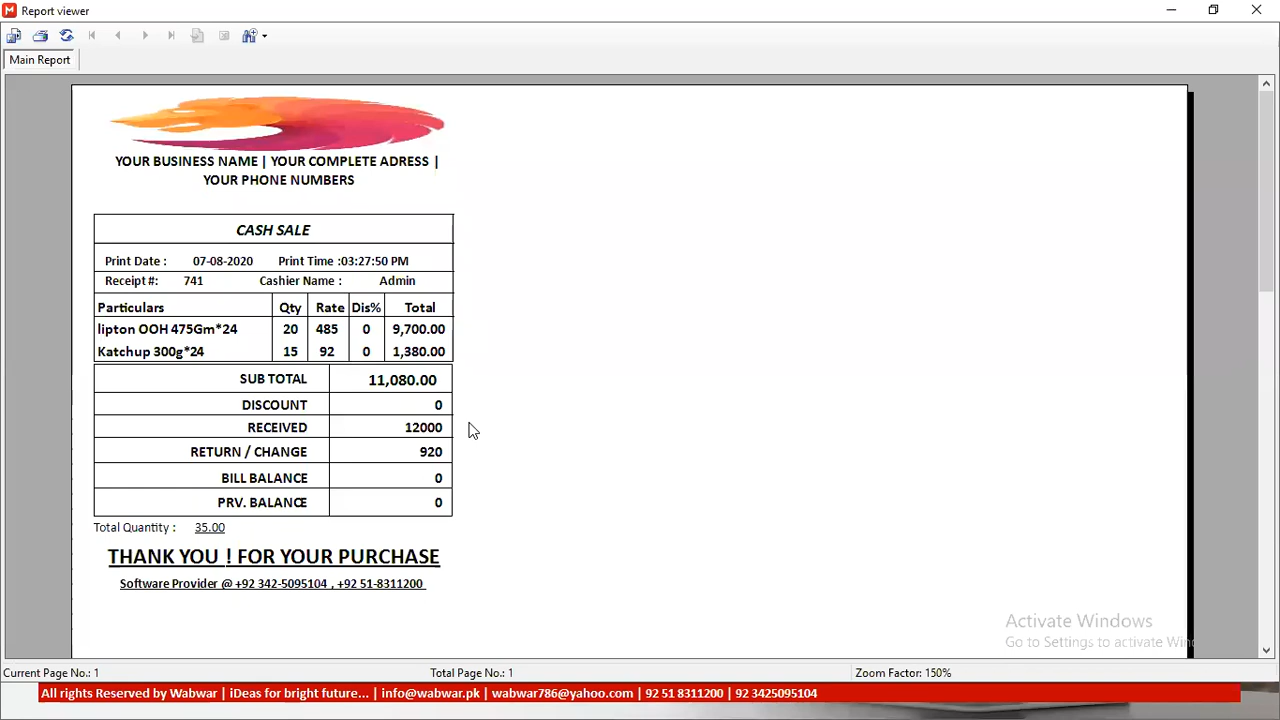 Report viewer
Main Report
YOUR BUSINESS NAME | YOUR COMPLETE ADRESS |
YOUR PHONE NUMBERS
CASH SALE
Print Date : 07-08-2020 Print Time :03:27:50 PM
Receipt #: 741 Cashier Name : Admin
Particulars Qty Rate Dis% Total
lipton OOH 475Gm*24 20 485 0 9,700.00
Katchup 300g*24 15 92 0 1,380.00
SUB TOTAL 11,080.00
DISCOUNT 0
RECEIVED 12000
RETURN / CHANGE 920
BILL BALANCE 0
PRV. BALANCE 0
Total Quantity : 35.00
THANK YOU ! FOR YOUR PURCHASE
Software Provider @ +92 342-5095104 , +92 51-8311200
Activate Windows
Go to Settings to activate Win
Current Page No.: 1 Total Page No.: 1 Zoom Factor: 150%
All rights Reserved by Wabwar | iDeas for bright future... | info@wabwar.pk | wabwar786@yahoo.com | 92 51 8311200 | 92 3425095104